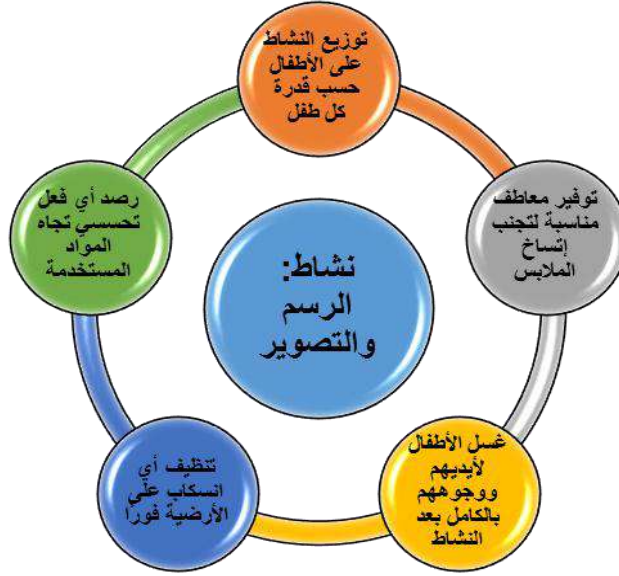 توزيع النشاط
على الأطفال
حسب قدرة
كل طفل
توفير معاطف
مناسبة لتجنب
إتساخ
الملابس
غسل الأطفال
لأيديهم
ووجوههم
بالكامل بعد
النشاط
تنظيف أي
انسكاب على
الأرضية فورًا
رصد أي فعل
تحسسي تجاه
المواد
المستخدمة
نشاط:
الرسم
والتصوير